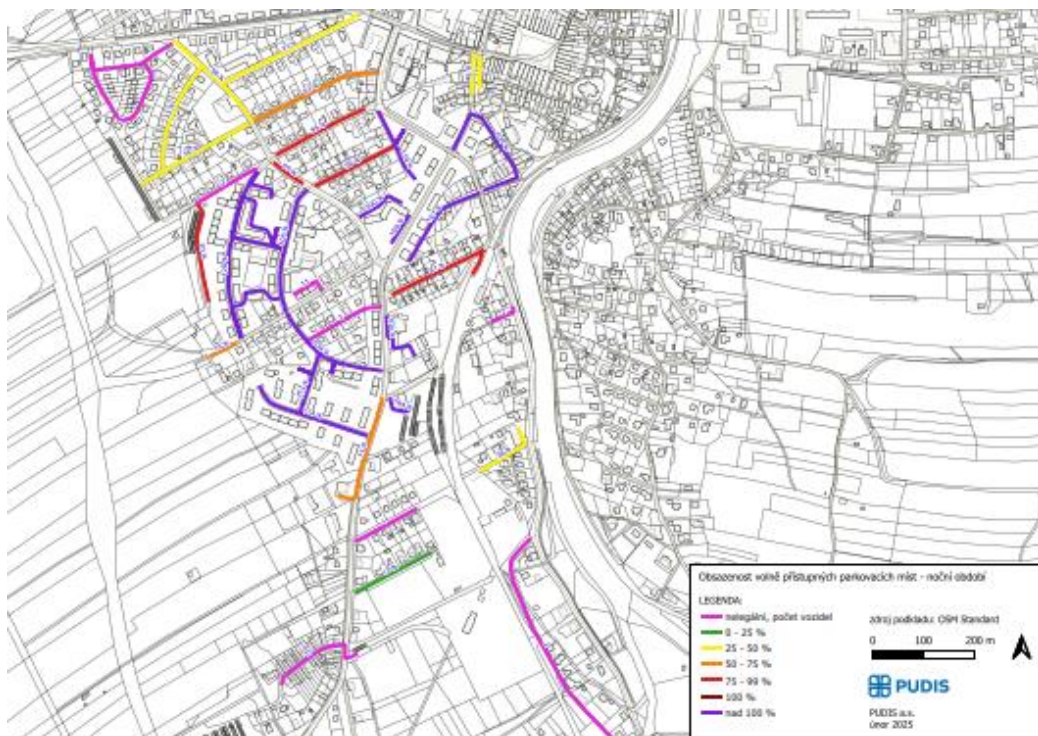 Obsazenost volně přístupných parkovacích míst - noční období
LEGENDA:
nelegální, počet vozidel
0 - 25 %
25 - 50 %
50 - 75 %
75 - 99 %
100 %
nad 100 %
zdroj podkladu: OSM Standard
0 100 200 m
PUDIS
PUDIS a.s.
únor 2025